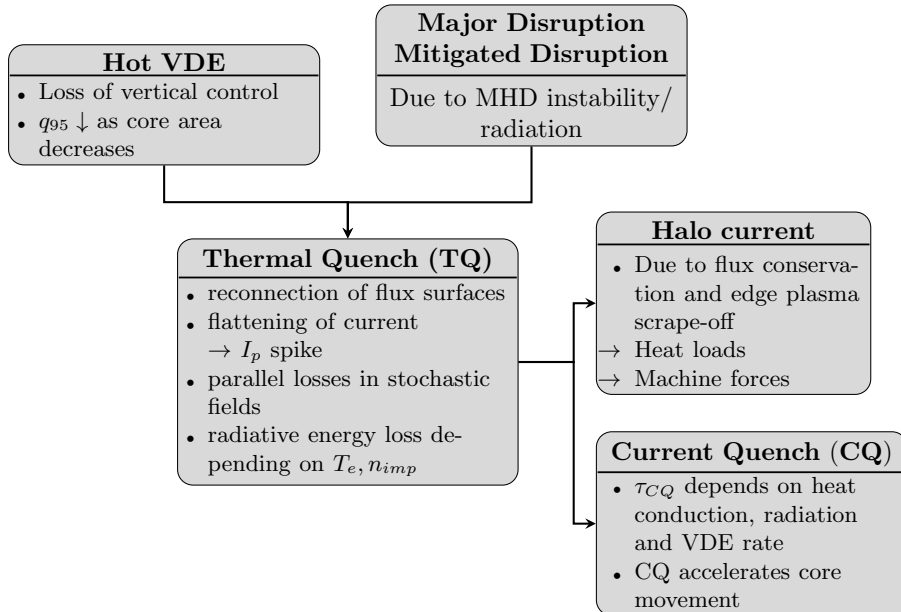 Hot VDE
• Loss of vertical control
• q95 ↓ as core area
decreases
Major Disruption
Mitigated Disruption
Due to MHD instability/
radiation
Thermal Quench (TQ)
• reconnection of flux surfaces
• flattening of current
→ Ip spike
• parallel losses in stochastic
fields
• radiative energy loss de-
pending on Te, nimp
Halo current
• Due to flux conserva-
tion and edge plasma
scrape-off
→ Heat loads
→ Machine forces
Current Quench (CQ)
• τCQ depends on heat
conduction, radiation
and VDE rate
• CQ accelerates core
movement